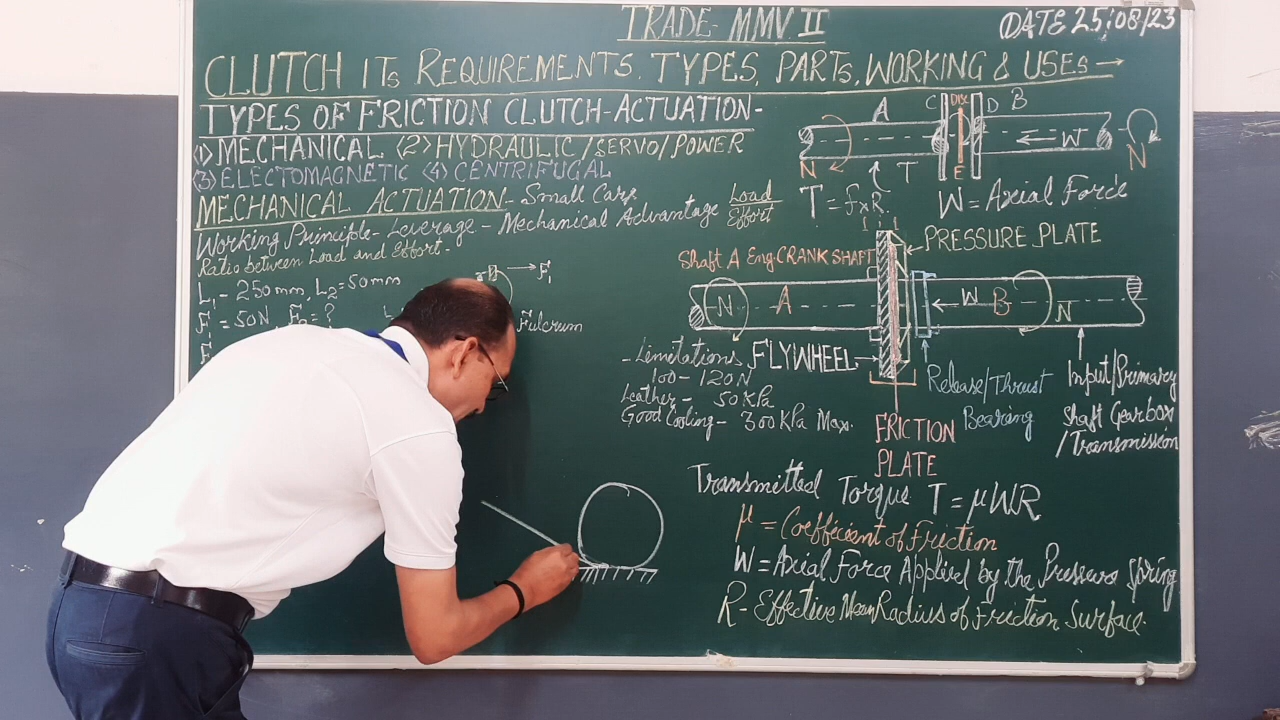 TRADE- MMV II
DATE 25/08/23
CLUTCH ITs REQUIREMENTS, TYPES, PARTS, WORKING & USES→
TYPES OF FRICTION CLUTCH-ACTUATION-
(1) MECHANICAL (2) HYDRAULIC/SERVO/POWER
(3) ELECTOMAGNETIC (4) CENTRIFUGAL
MECHANICAL ACTUATION- Small Cars
Working Principle- Leverage- Mechanical Advantage Load
Effort
Ratio between Load and Effort-
L₁- 250mm, L₂=50mm
F₁ = 50N F₂=?
F₁
Fulcrum
A C DISC D B
W
N T E N
T = f×R W= Axial Force
PRESSURE PLATE
Shaft A Eng. CRANK SHAFT
N A W B N
FLYWHEEL
- Limitations
100- 120N
Leather- 50KPa
Good Cooling- 300KPa Max.
Release/Thrust
Bearing
Input/Primary
Shaft Gearbox
/Transmission
FRICTION
PLATE
Transmitted Torque T=μWR
μ = Coefficient of Friction
W=Axial Force Applied by the Pressure Spring
R- Effective Mean Radius of Friction Surface